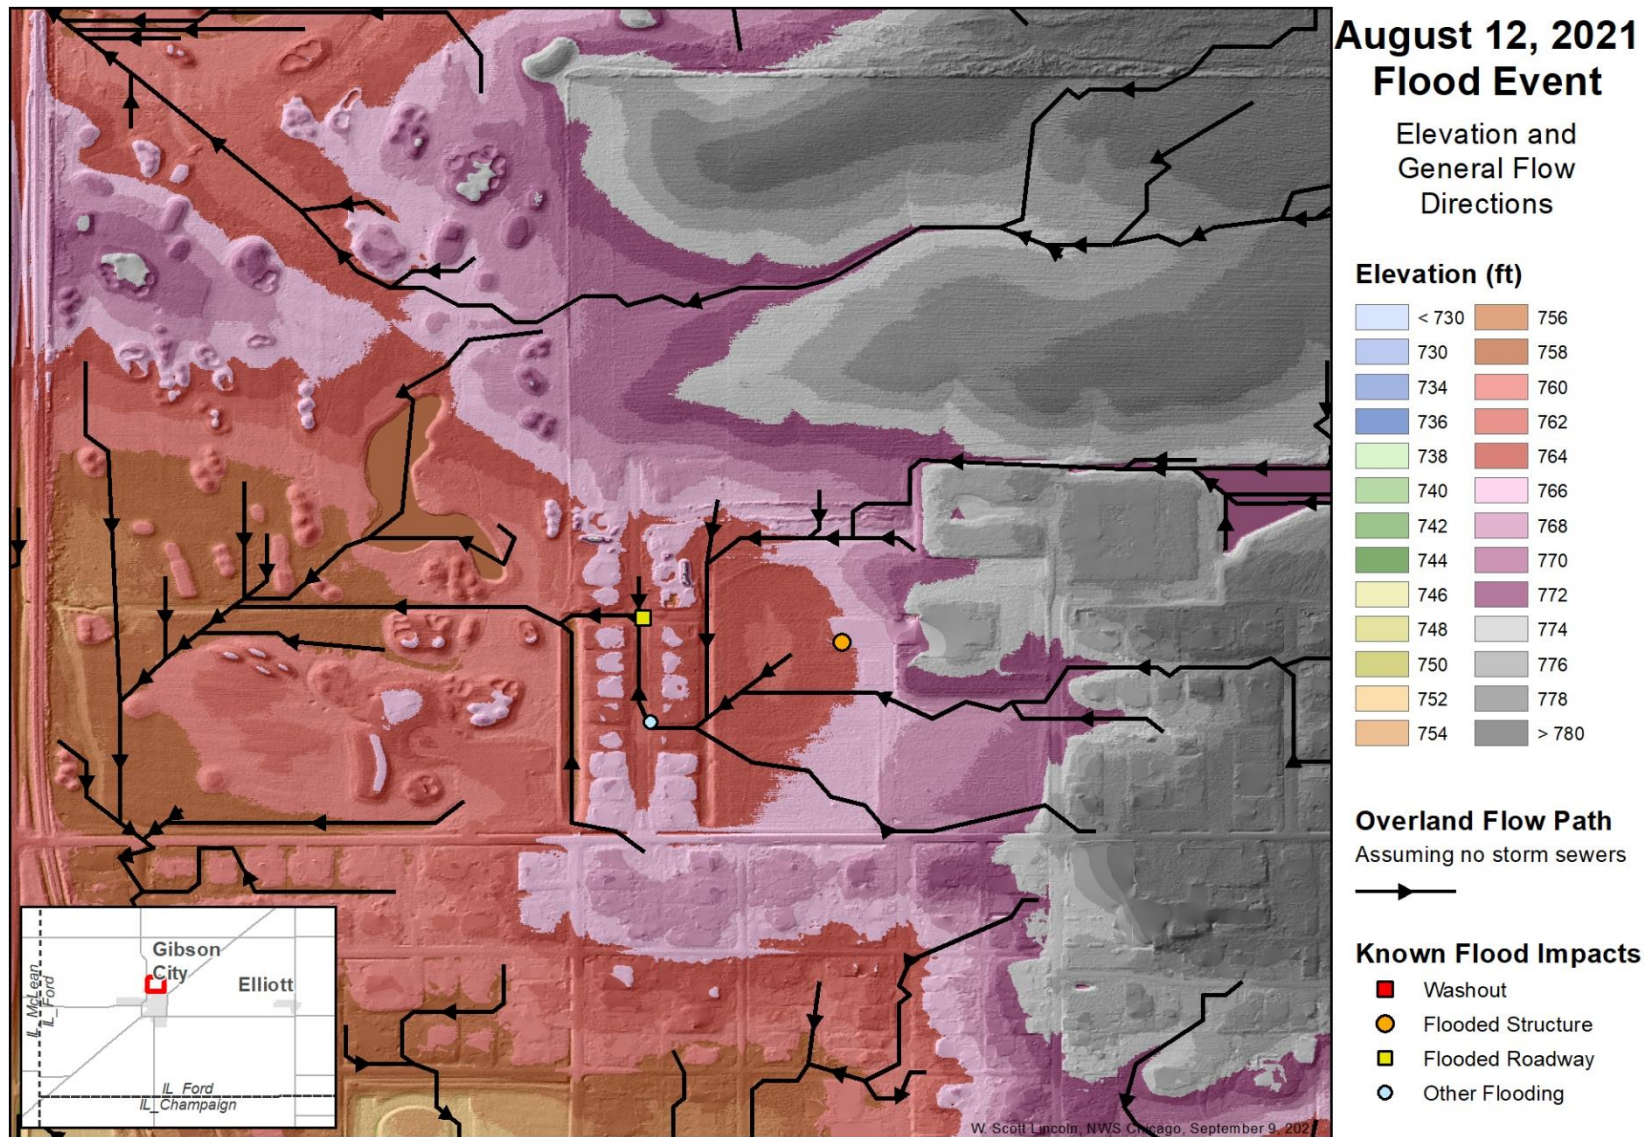 August 12, 2021
Flood Event
Elevation and
General Flow
Directions
Elevation (ft)
< 730 756
730 758
734 760
736 762
738 764
740 766
742 768
744 770
746 772
748 774
750 776
752 778
754 > 780
Overland Flow Path
Assuming no storm sewers
Known Flood Impacts
Washout
Flooded Structure
Flooded Roadway
Other Flooding
Gibson
City
Elliott
IL_McLean
IL_Ford
IL_Ford
IL_Champaign
W. Scott Lincoln, NWS Chicago, September 9, 202